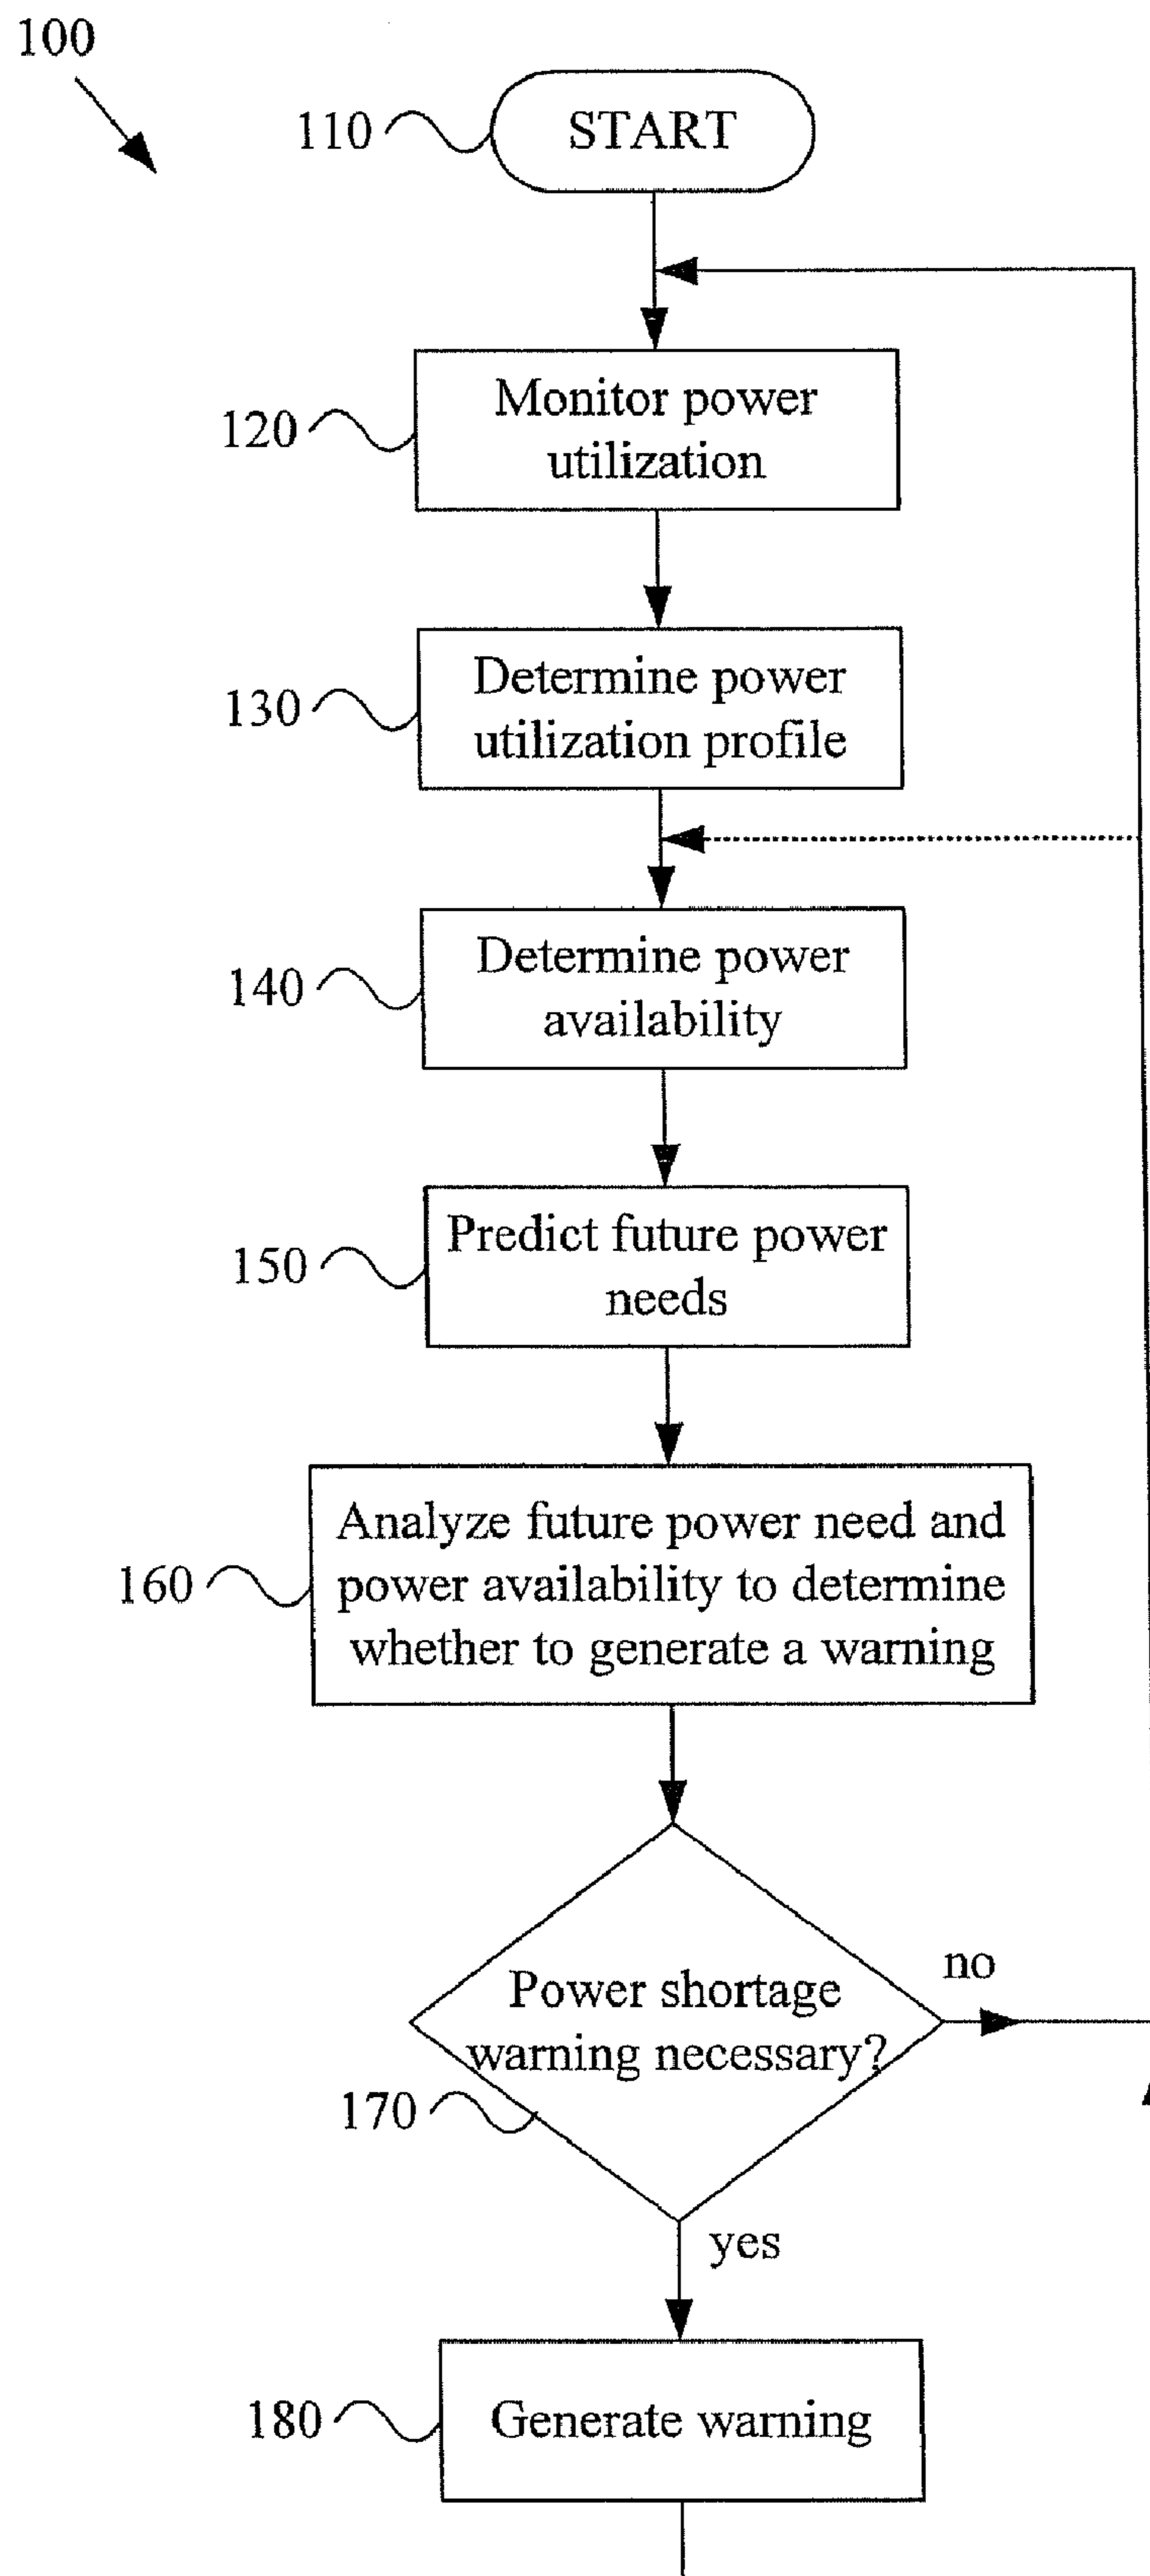 100
110
START
120
Monitor power
utilization
130
Determine power
utilization profile
140
Determine power
availability
150
Predict future power
needs
160
Analyze future power need and
power availability to determine
whether to generate a warning
Power shortage
warning necessary?
no
170
yes
180
Generate warning